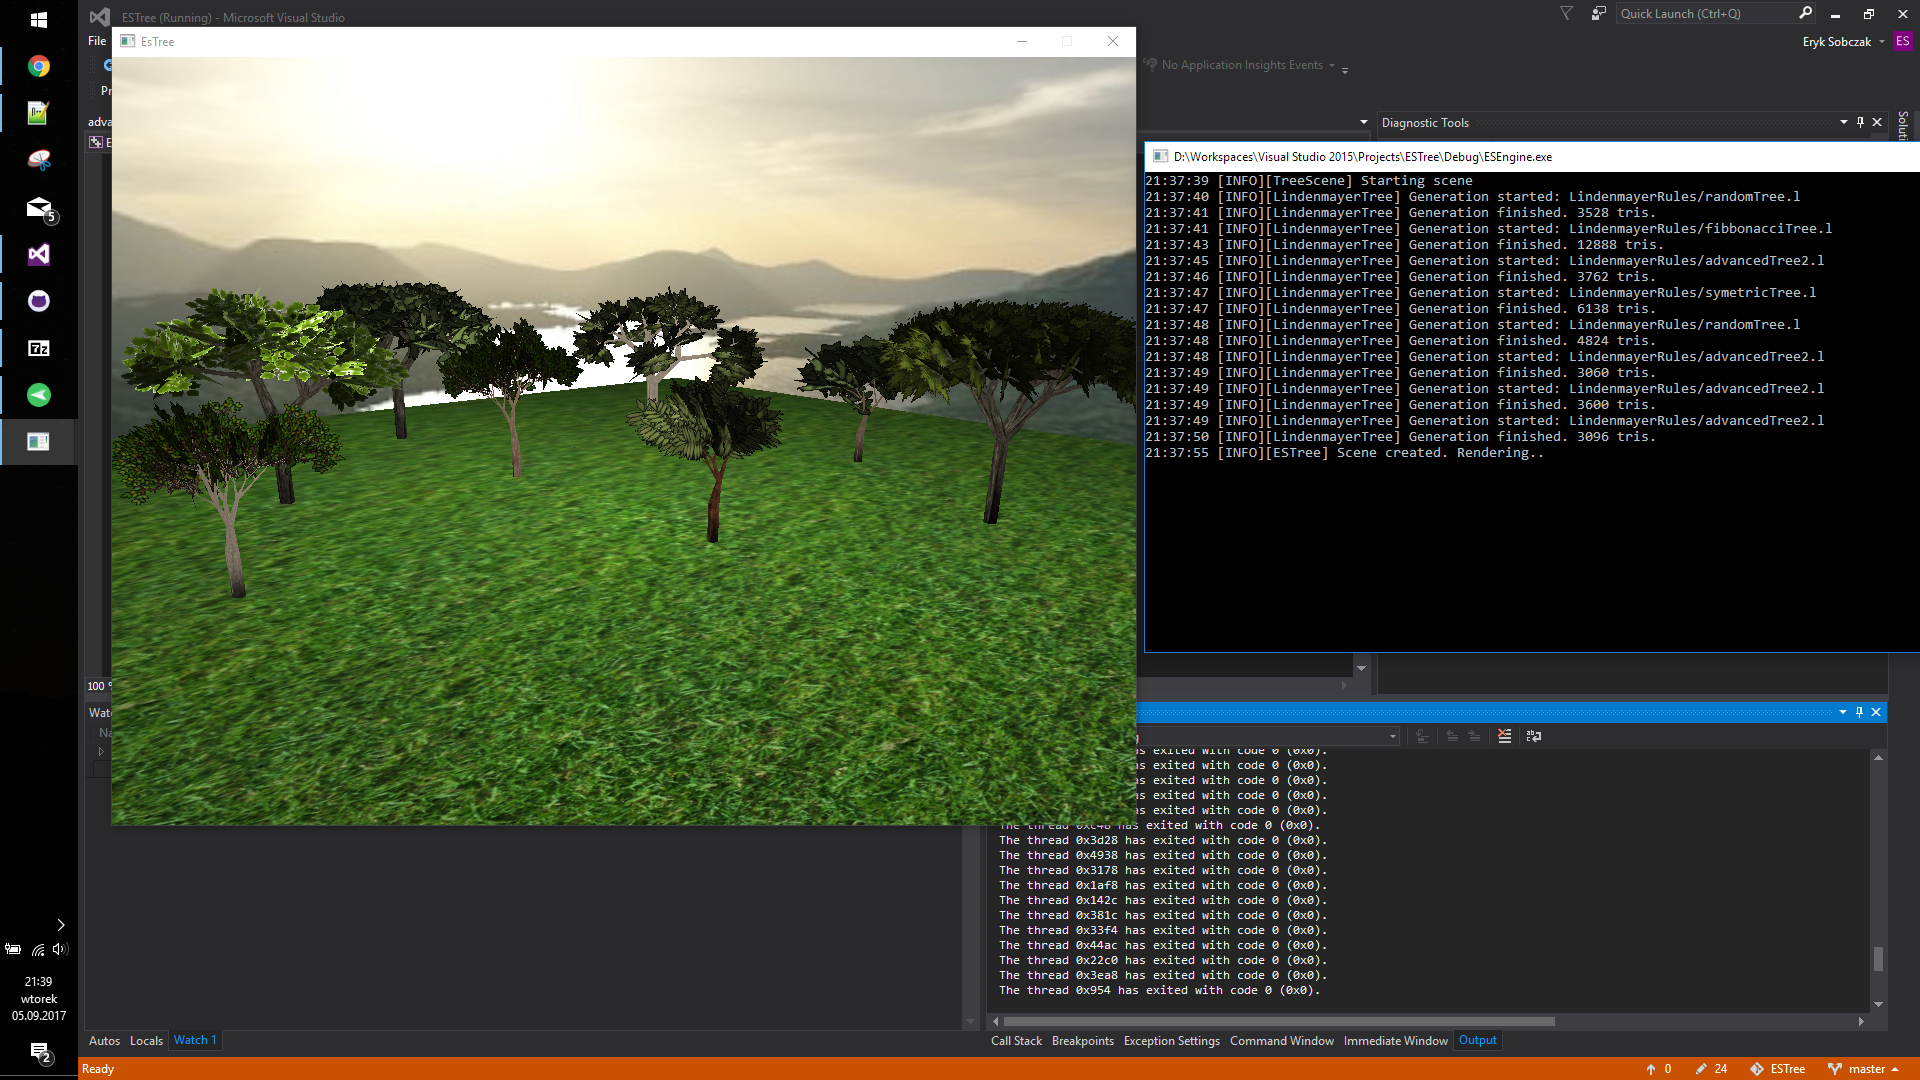 ESTree (Running) - Microsoft Visual Studio
Quick Launch (Ctrl+Q)
File
Eryk Sobczak
ES
EsTree
No Application Insights Events
Diagnostic Tools
D:\Workspaces\Visual Studio 2015\Projects\ESTree\Debug\ESEngine.exe
21:37:39 [INFO][TreeScene] Starting scene
21:37:40 [INFO][LindenmayerTree] Generation started: LindenmayerRules/randomTree.l
21:37:41 [INFO][LindenmayerTree] Generation finished. 3528 tris.
21:37:41 [INFO][LindenmayerTree] Generation started: LindenmayerRules/fibbonacciTree.l
21:37:43 [INFO][LindenmayerTree] Generation finished. 12888 tris.
21:37:45 [INFO][LindenmayerTree] Generation started: LindenmayerRules/advancedTree2.l
21:37:46 [INFO][LindenmayerTree] Generation finished. 3762 tris.
21:37:47 [INFO][LindenmayerTree] Generation started: LindenmayerRules/symetricTree.l
21:37:47 [INFO][LindenmayerTree] Generation finished. 6138 tris.
21:37:48 [INFO][LindenmayerTree] Generation started: LindenmayerRules/randomTree.l
21:37:48 [INFO][LindenmayerTree] Generation finished. 4824 tris.
21:37:48 [INFO][LindenmayerTree] Generation started: LindenmayerRules/advancedTree2.l
21:37:49 [INFO][LindenmayerTree] Generation finished. 3060 tris.
21:37:49 [INFO][LindenmayerTree] Generation started: LindenmayerRules/advancedTree2.l
21:37:49 [INFO][LindenmayerTree] Generation finished. 3600 tris.
21:37:49 [INFO][LindenmayerTree] Generation started: LindenmayerRules/advancedTree2.l
21:37:50 [INFO][LindenmayerTree] Generation finished. 3096 tris.
21:37:55 [INFO][ESTree] Scene created. Rendering..
100
has exited with code 0 (0x0).
has exited with code 0 (0x0).
has exited with code 0 (0x0).
has exited with code 0 (0x0).
The thread 0xc48 has exited with code 0 (0x0).
The thread 0x3d28 has exited with code 0 (0x0).
The thread 0x4938 has exited with code 0 (0x0).
The thread 0x3178 has exited with code 0 (0x0).
The thread 0x1af8 has exited with code 0 (0x0).
The thread 0x142c has exited with code 0 (0x0).
The thread 0x381c has exited with code 0 (0x0).
The thread 0x33f4 has exited with code 0 (0x0).
The thread 0x44ac has exited with code 0 (0x0).
The thread 0x22c0 has exited with code 0 (0x0).
The thread 0x3ea8 has exited with code 0 (0x0).
The thread 0x954 has exited with code 0 (0x0).
5
7z
21:39
wtorek
05.09.2017
2
Autos Locals Watch 1
Call Stack Breakpoints Exception Settings Command Window Immediate Window Output
Ready
0 24 ESTree master